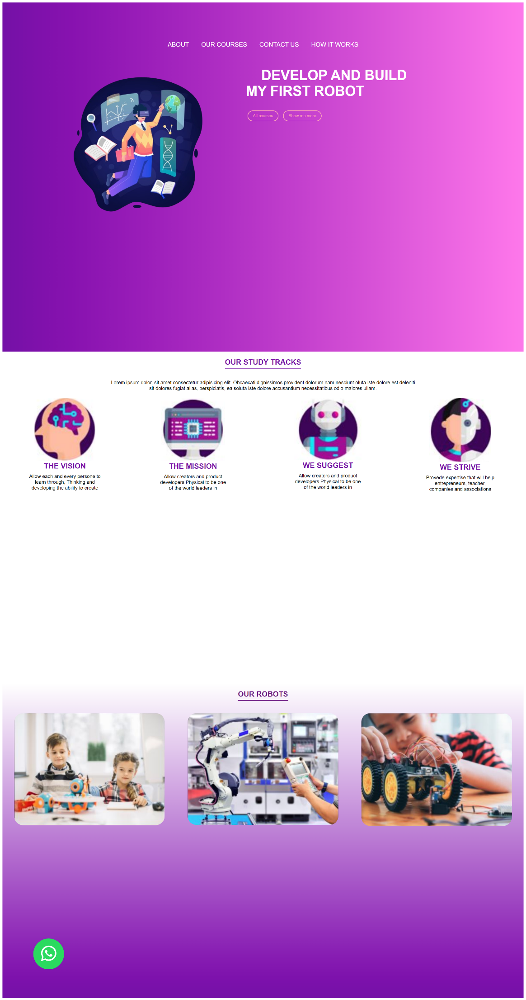 ABOUT OUR COURSES CONTACT US HOW IT WORKS
DEVELOP AND BUILD
MY FIRST ROBOT
All courses Show me more
OUR STUDY TRACKS
Lorem ipsum dolor, sit amet consectetur adipisicing elit. Obcaecati dignissimos provident dolorum nam nesciunt oluta iste dolore est deleniti
sit dolores fugiat alias, perspiciatis, ea soluta iste dolore accusantium necessitatibus odio maiores ullam.
THE VISION
Allow each and every persone to
learn through, Thinking and
developing the ability to create
THE MISSION
Allow creators and product
developers Physical to be one
of the world leaders in
WE SUGGEST
Allow creators and product
developers Physical to be one
of the world leaders in
WE STRIVE
Provede expertise that will help
entrepreneurs, teacher,
companies and associations
OUR ROBOTS